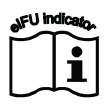 eIFU indicator
i